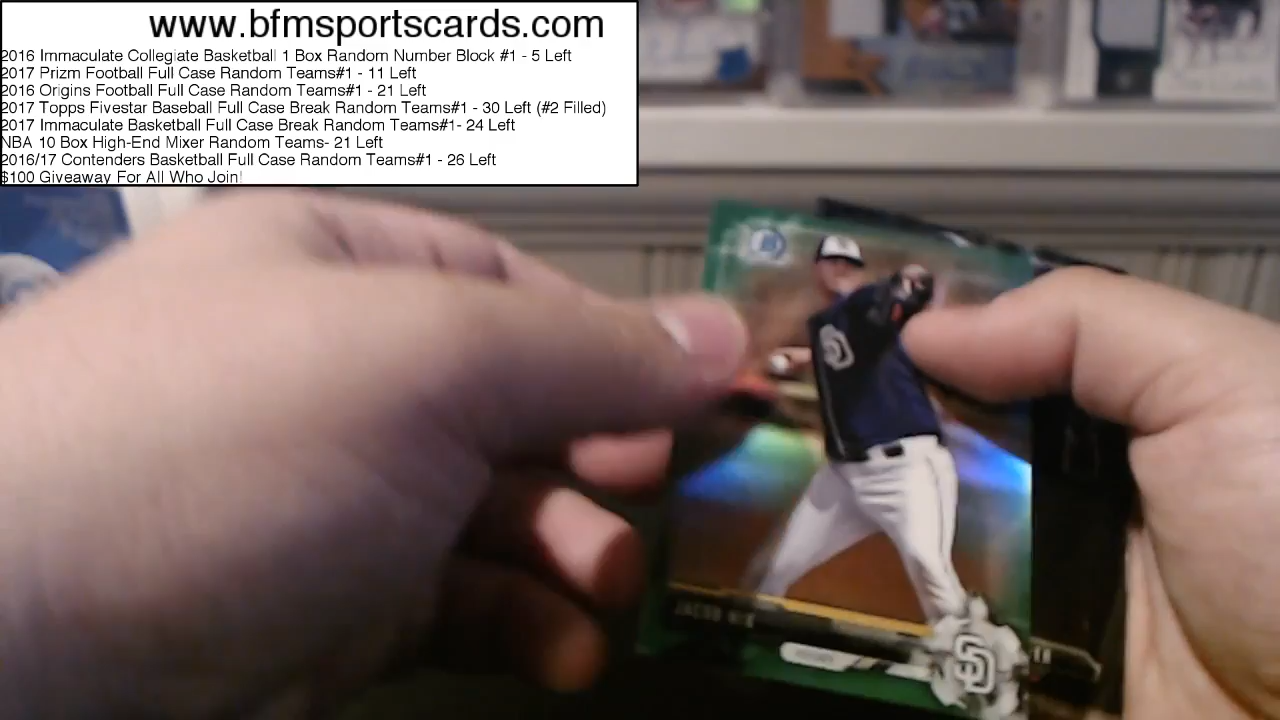 www.bfmsportscards.com
2016 Immaculate Collegiate Basketball 1 Box Random Number Block #1 - 5 Left
2017 Prizm Football Full Case Random Teams#1 - 11 Left
2016 Origins Football Full Case Random Teams#1 - 21 Left
2017 Topps Fivestar Baseball Full Case Break Random Teams#1 - 30 Left (#2 Filled)
2017 Immaculate Basketball Full Case Break Random Teams#1- 24 Left
NBA 10 Box High-End Mixer Random Teams- 21 Left
2016/17 Contenders Basketball Full Case Random Teams#1 - 26 Left
$100 Giveaway For All Who Join!
B
SD
JACOB NIX
SD